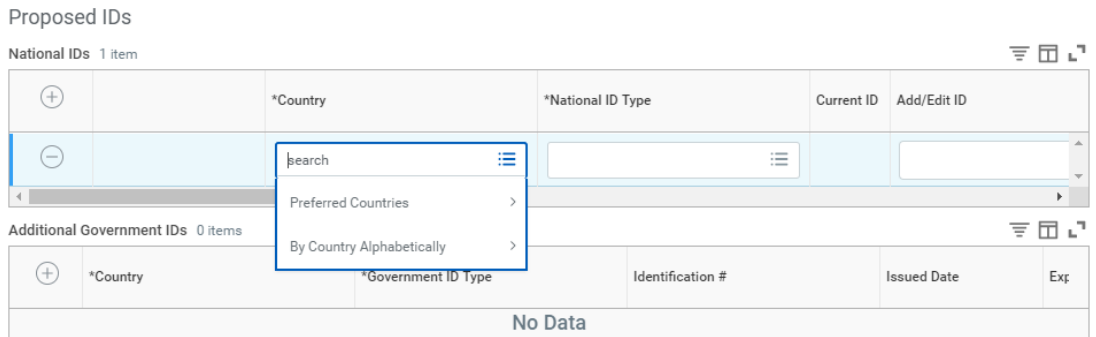 Proposed IDs
National IDs 1 item
*Country *National ID Type Current ID Add/Edit ID
search
Preferred Countries
By Country Alphabetically
Additional Government IDs 0 items
*Country *Government ID Type Identification # Issued Date Exp
No Data